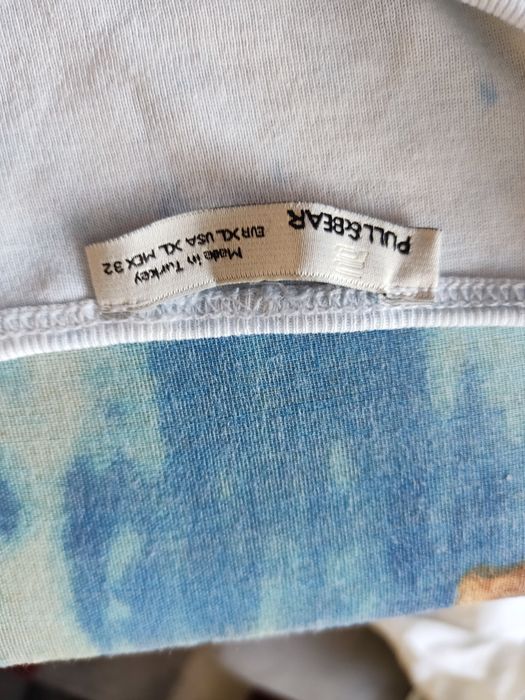 PULL&BEAR
EUR XL USA XL MEX 32
Made in Turkey